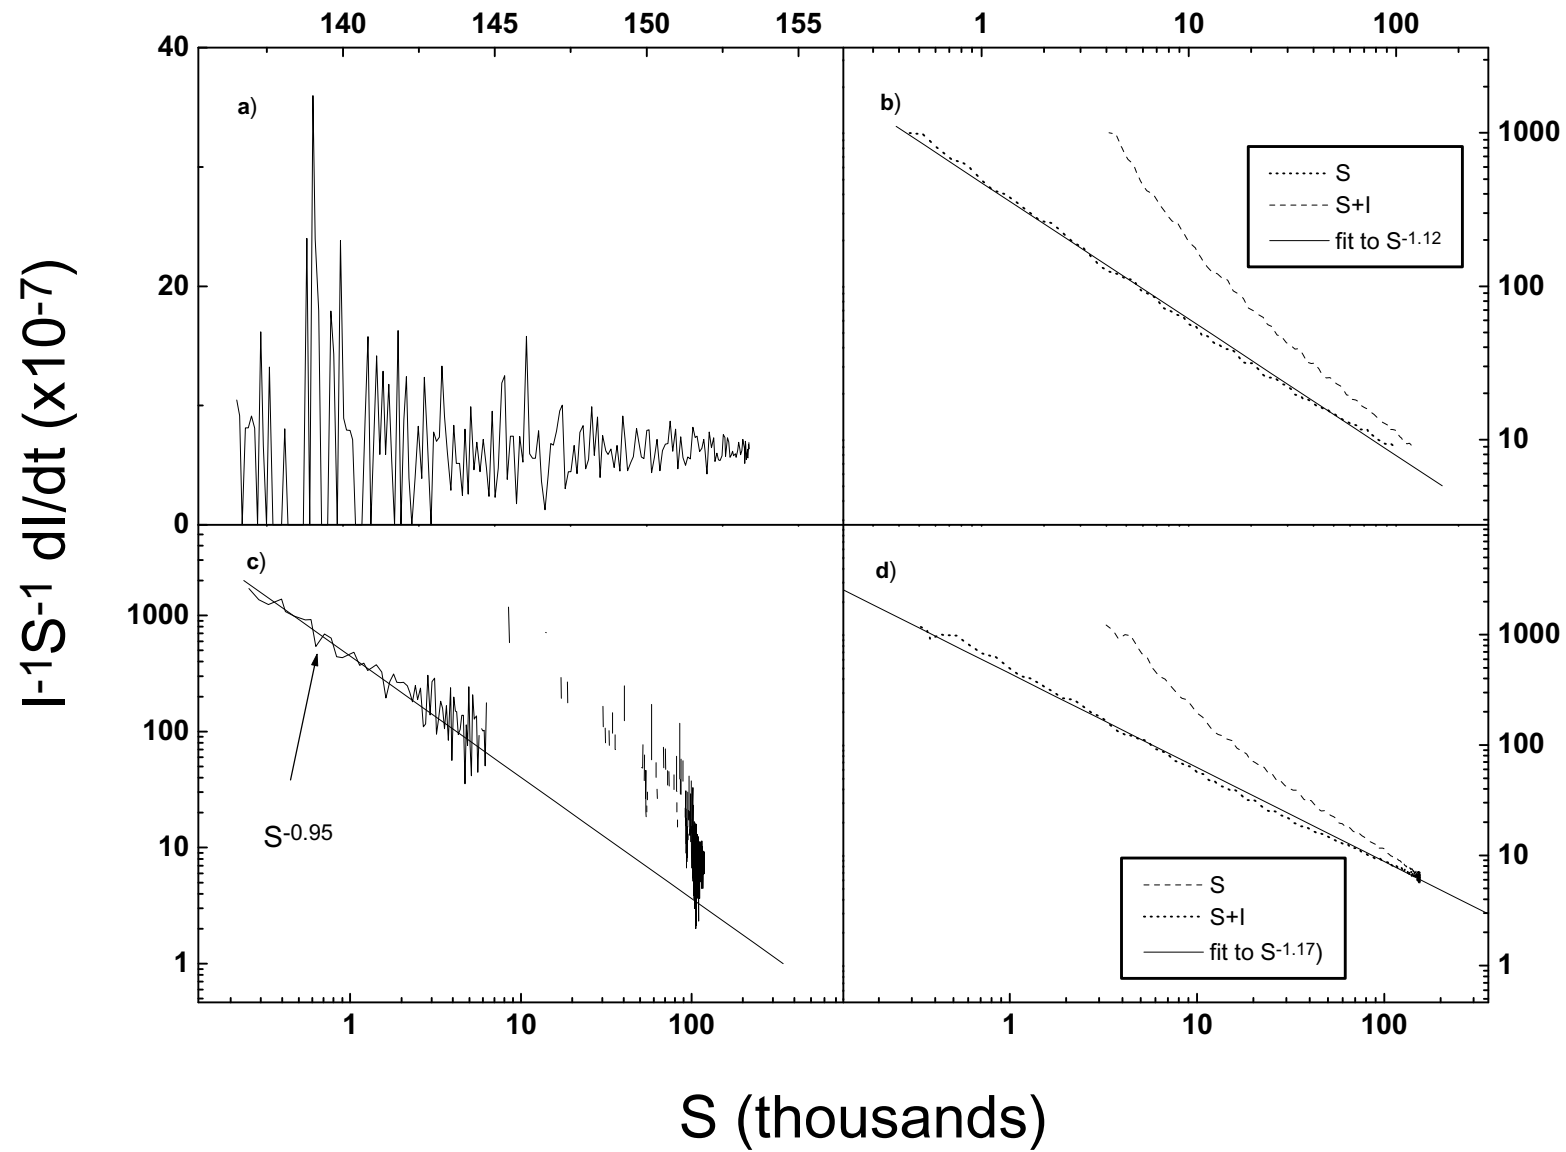 140 145 150 155 1 10 100
40 20 0
a)
b)
1000 100 10
S
S+I
fit to S-1.12
I-1S-1 dI/dt (x10-7)
c)
1000 100 10 1
S-0.95
d)
1000 100 10 1
S
S+I
fit to S-1.17)
1 10 100 1 10 100
S (thousands)